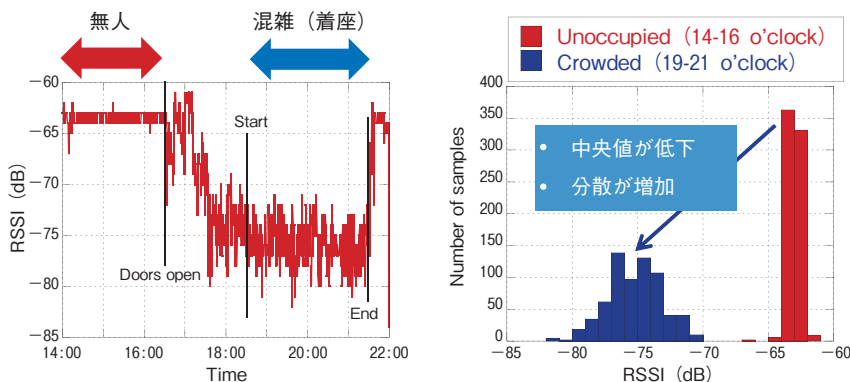 無人
混雑（着座）
−60
−65
−70
−75
−80
−85
RSSI（dB）
Start
Doors open
End
14:00
16:00
18:00
20:00
22:00
Time
Unoccupied（14-16 o'clock）
Crowded（19-21 o'clock）
400
350
300
250
200
150
100
50
0
Number of samples
• 中央値が低下
• 分散が増加
−85
−80
−75
−70
−65
−60
RSSI（dB）